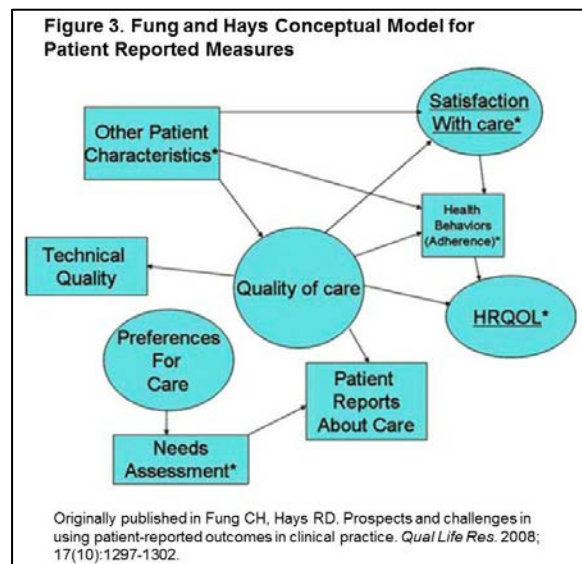 Figure 3. Fung and Hays Conceptual Model for
Patient Reported Measures
Satisfaction
With care*
Other Patient
Characteristics*
Health
Behaviors
(Adherence)*
Technical
Quality
Quality of care
HRQOL*
Preferences
For
Care
Patient
Reports
About Care
Needs
Assessment*
Originally published in Fung CH, Hays RD. Prospects and challenges in
using patient-reported outcomes in clinical practice. Qual Life Res. 2008;
17(10):1297-1302.